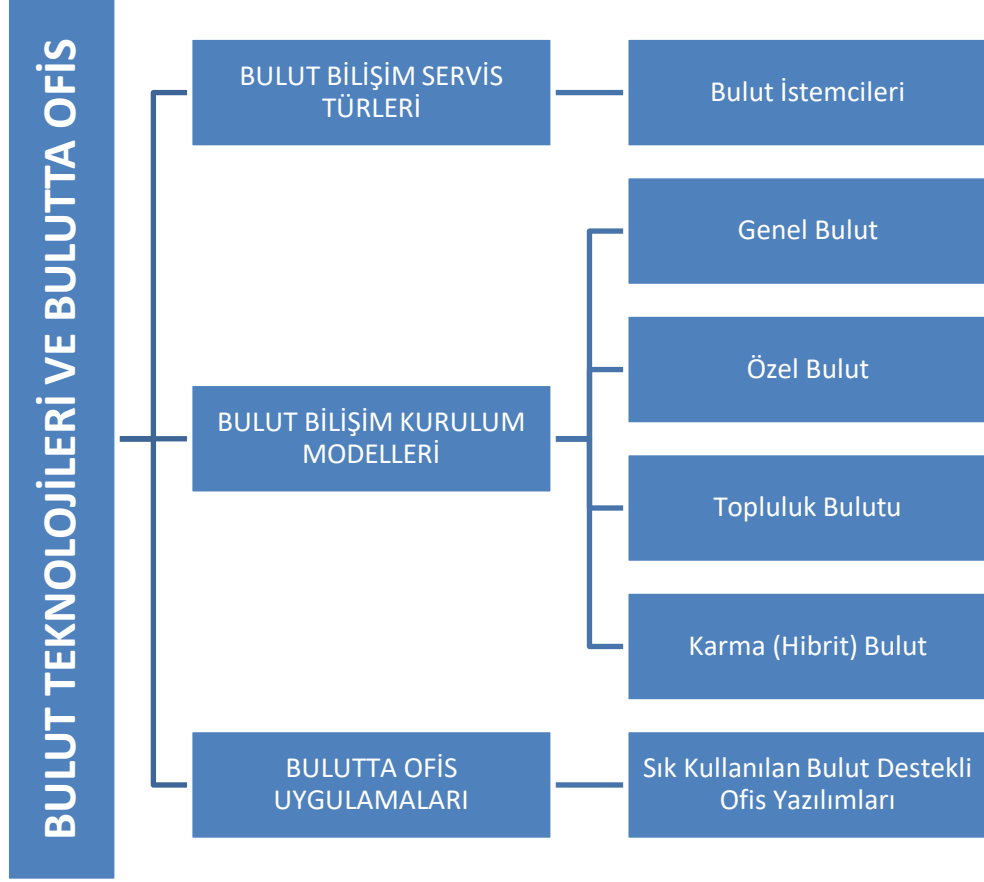 BULUT TEKNOLOJİLERİ VE BULUTTA OFİS
BULUT BİLİŞİM SERVİS
TÜRLERİ
Bulut İstemcileri
BULUT BİLİŞİM KURULUM
MODELLERİ
Genel Bulut
Özel Bulut
Topluluk Bulutu
Karma (Hibrit) Bulut
BULUTTA OFİS
UYGULAMALARI
Sık Kullanılan Bulut Destekli
Ofis Yazılımları